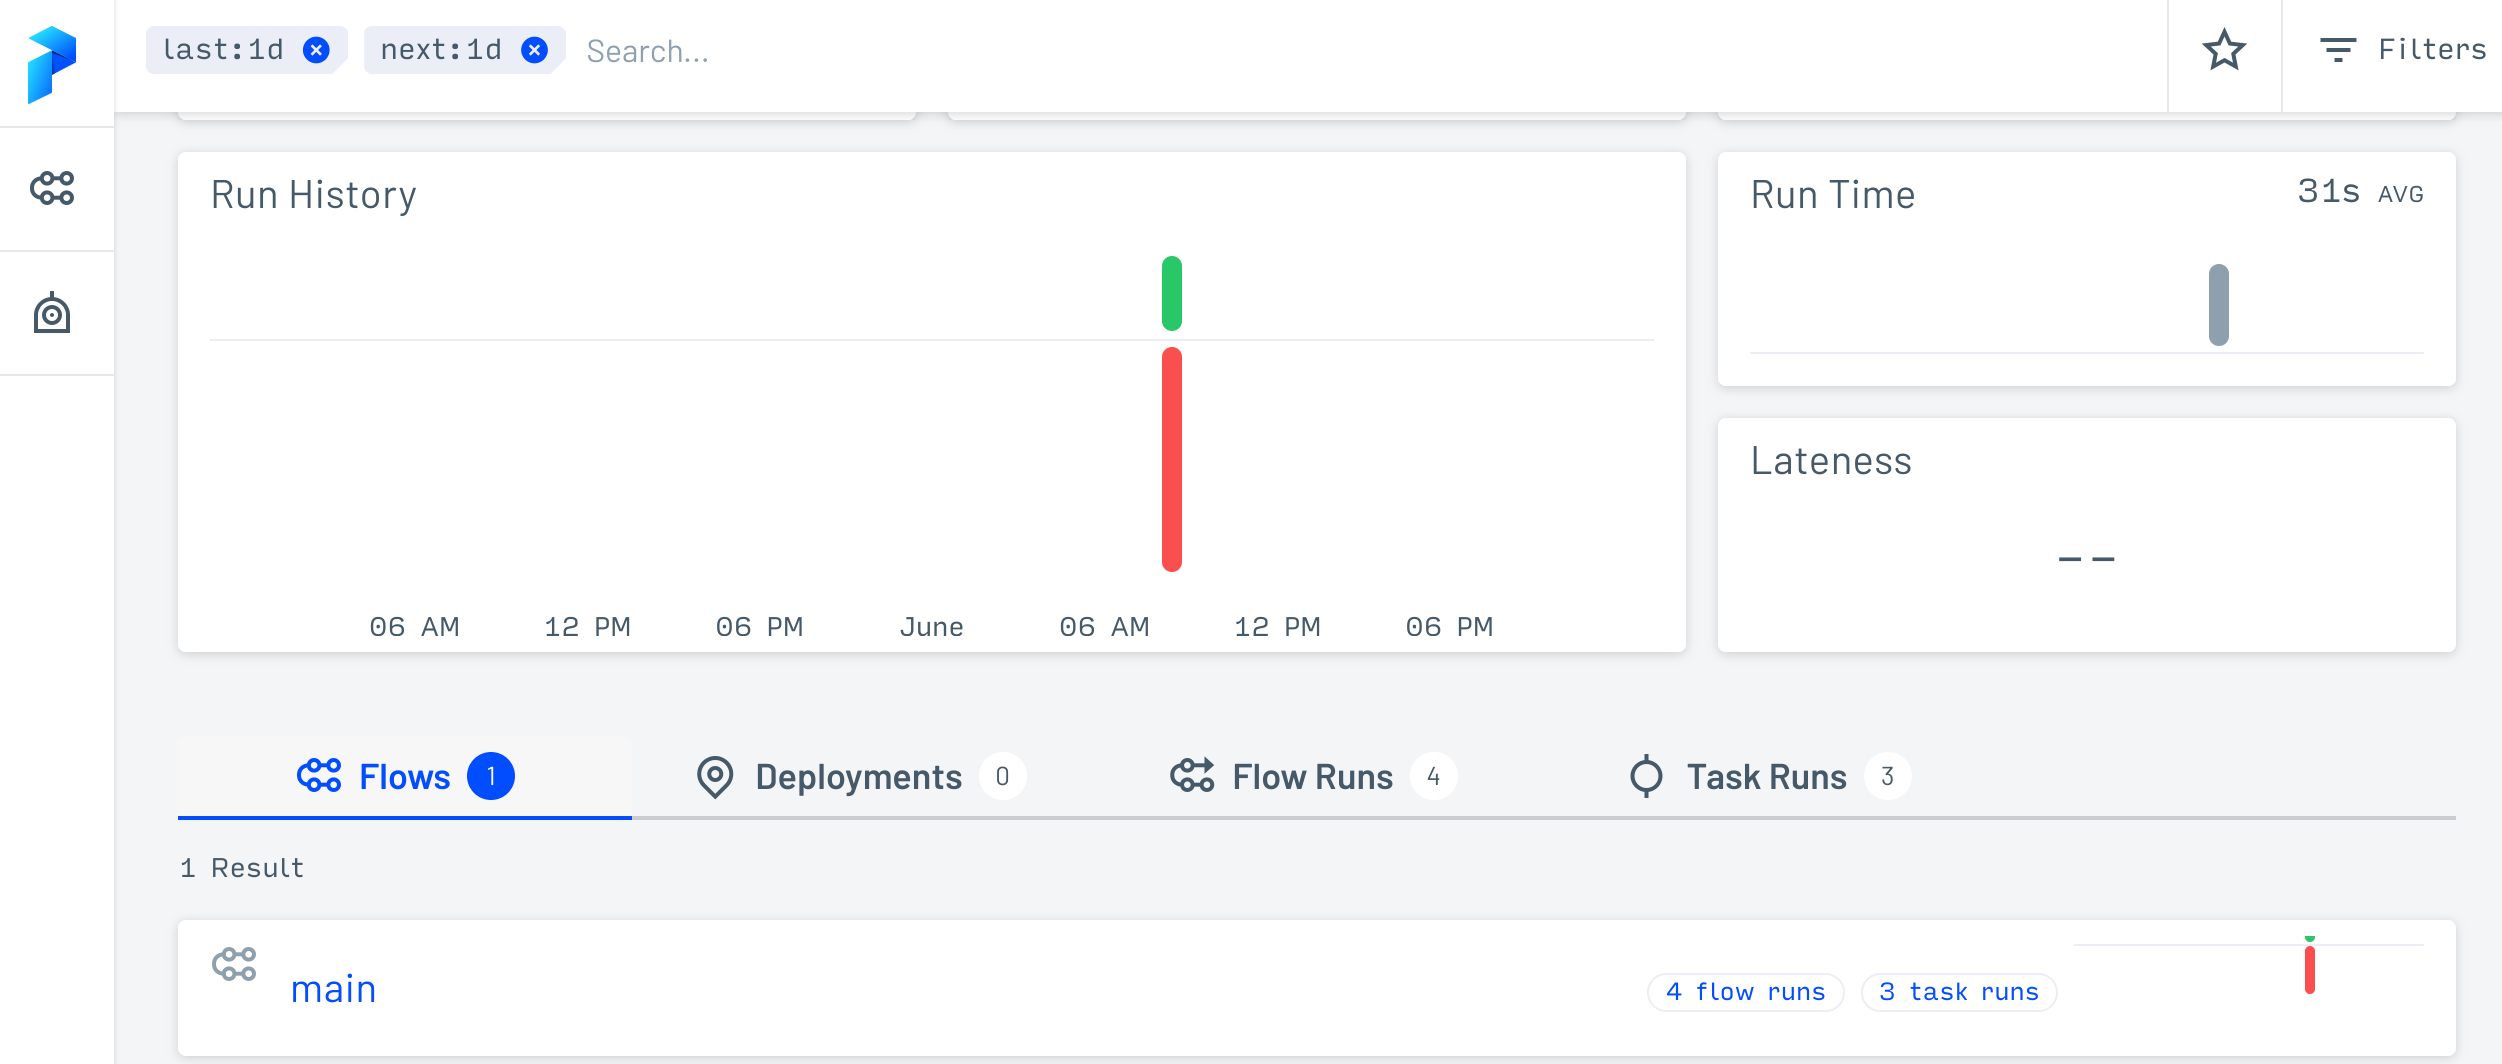 last:1d next:1d Search... Filters
Run History
06 AM 12 PM 06 PM June 06 AM 12 PM 06 PM
Run Time 31s AVG
Lateness
--
Flows 1 Deployments 0 Flow Runs 4 Task Runs 3
1 Result
main 4 flow runs 3 task runs